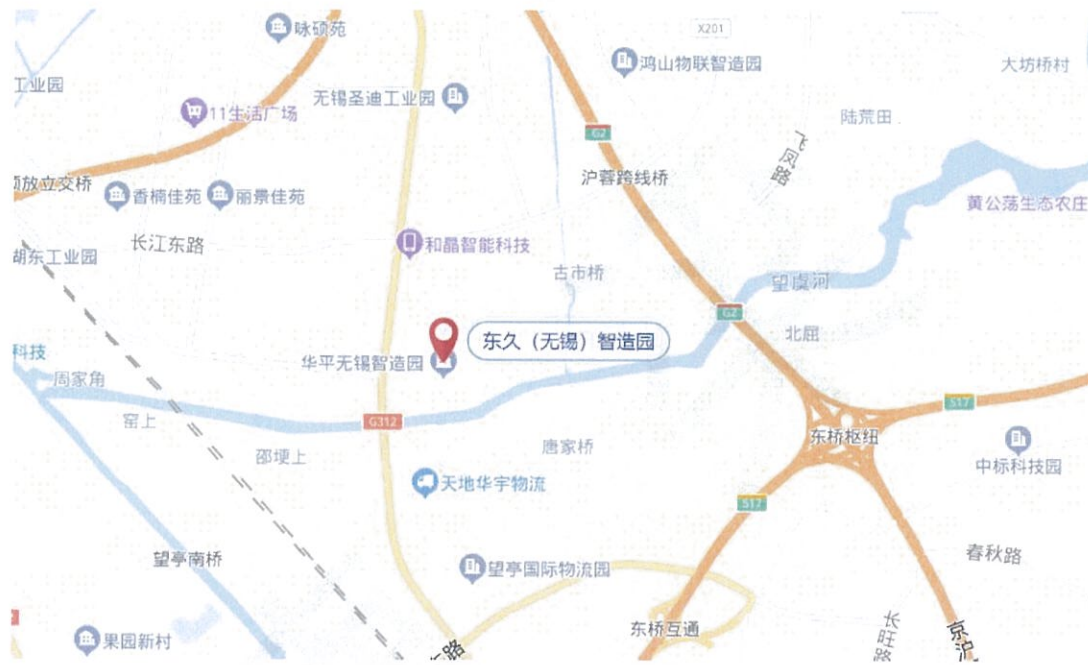 咏硕苑
X201
鸿山物联智造园
大坊桥村
工业园
无锡圣迪工业园
11生活广场
陆荒田
G2
飞凤路
沪蓉跨线桥
放立交桥
香楠佳苑
丽景佳苑
黄公荡生态农庄
长江东路
和晶智能科技
湖东工业园
古市桥
望虞河
G2
东久（无锡）智造园
北屈
华平无锡智造园
科技
周家角
S17
窑上
G312
东桥枢纽
唐家桥
邵埂上
中标科技园
天地华宇物流
S17
望亭南桥
望亭国际物流园
春秋路
东桥互通
长旺路
京沪
果园新村
路